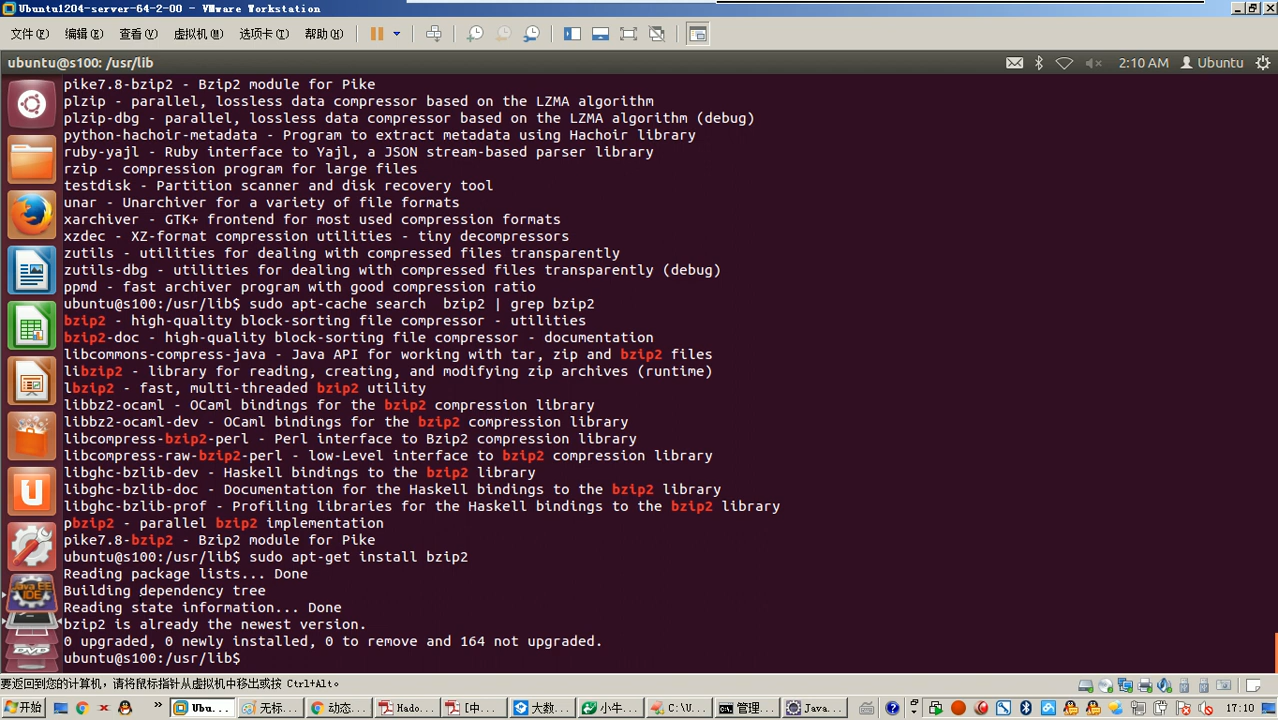 Ubuntu1204-server-64-2-00 - VMware Workstation
文件(F) 编辑(E) 查看(V) 虚拟机(M) 选项卡(T) 帮助(H)
ubuntu@s100: /usr/lib 2:10 AM Ubuntu
pike7.8-bzip2 - Bzip2 module for Pike
plzip - parallel, lossless data compressor based on the LZMA algorithm
plzip-dbg - parallel, lossless data compressor based on the LZMA algorithm (debug)
python-hachoir-metadata - Program to extract metadata using Hachoir library
ruby-yajl - Ruby interface to Yajl, a JSON stream-based parser library
rzip - compression program for large files
testdisk - Partition scanner and disk recovery tool
unar - Unarchiver for a variety of file formats
xarchiver - GTK+ frontend for most used compression formats
xzdec - XZ-format compression utilities - tiny decompressors
zutils - utilities for dealing with compressed files transparently
zutils-dbg - utilities for dealing with compressed files transparently (debug)
ppmd - fast archiver program with good compression ratio
ubuntu@s100:/usr/lib$ sudo apt-cache search  bzip2 | grep bzip2
bzip2 - high-quality block-sorting file compressor - utilities
bzip2-doc - high-quality block-sorting file compressor - documentation
libcommons-compress-java - Java API for working with tar, zip and bzip2 files
libzip2 - library for reading, creating, and modifying zip archives (runtime)
lbzip2 - fast, multi-threaded bzip2 utility
libbz2-ocaml - OCaml bindings for the bzip2 compression library
libbz2-ocaml-dev - OCaml bindings for the bzip2 compression library
libcompress-bzip2-perl - Perl interface to Bzip2 compression library
libcompress-raw-bzip2-perl - low-Level interface to bzip2 compression library
libghc-bzlib-dev - Haskell bindings to the bzip2 library
libghc-bzlib-doc - Documentation for the Haskell bindings to the bzip2 library
libghc-bzlib-prof - Profiling libraries for the Haskell bindings to the bzip2 library
pbzip2 - parallel bzip2 implementation
pike7.8-bzip2 - Bzip2 module for Pike
ubuntu@s100:/usr/lib$ sudo apt-get install bzip2
Reading package lists... Done
Building dependency tree
Reading state information... Done
bzip2 is already the newest version.
0 upgraded, 0 newly installed, 0 to remove and 164 not upgraded.
ubuntu@s100:/usr/lib$
要返回到您的计算机，请将鼠标指针从虚拟机中移出或按 Ctrl+Alt。
开始 Ubu... 无标... 动态... Hado... [中... 大数... 小牛... C:\U... 管理... Java... 17:10